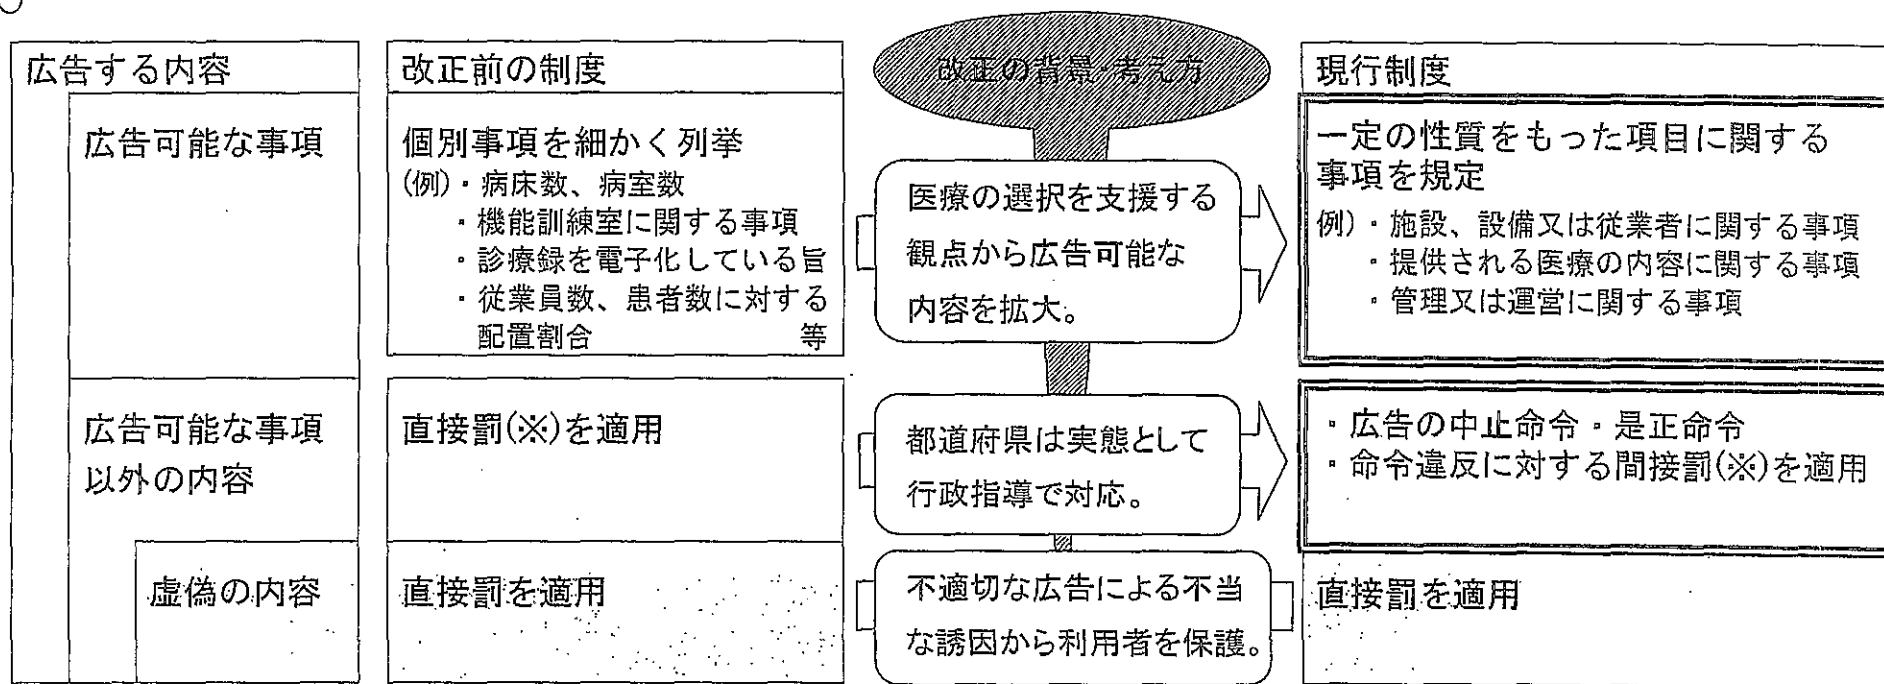 広告する内容
改正前の制度
改正の背景・考え方
現行制度
広告可能な事項
個別事項を細かく列挙
(例)・病床数、病室数
・機能訓練室に関する事項
・診療録を電子化している旨
・従業員数、患者数に対する
配置割合 等
医療の選択を支援する
観点から広告可能な
内容を拡大。
一定の性質をもった項目に関する
事項を規定
例)・施設、設備又は従業者に関する事項
・提供される医療の内容に関する事項
・管理又は運営に関する事項
広告可能な事項
以外の内容
直接罰(※)を適用
都道府県は実態として
行政指導で対応。
・広告の中止命令・是正命令
・命令違反に対する間接罰(※)を適用
虚偽の内容
直接罰を適用
不適切な広告による不当
な誘因から利用者を保護。
直接罰を適用